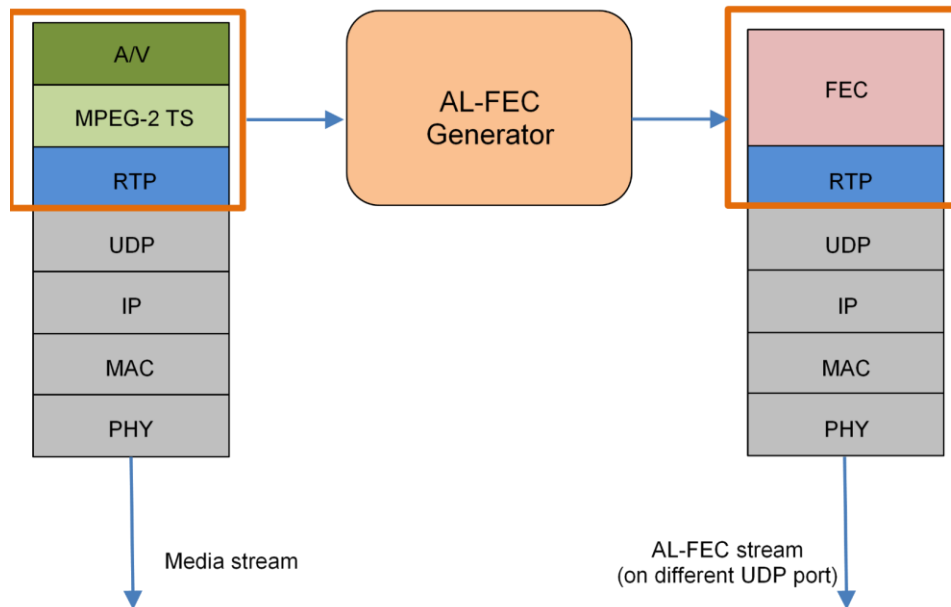 A/V
MPEG-2 TS
RTP
UDP
IP
MAC
PHY
Media stream
AL-FEC
Generator
FEC
RTP
UDP
IP
MAC
PHY
AL-FEC stream
(on different UDP port)